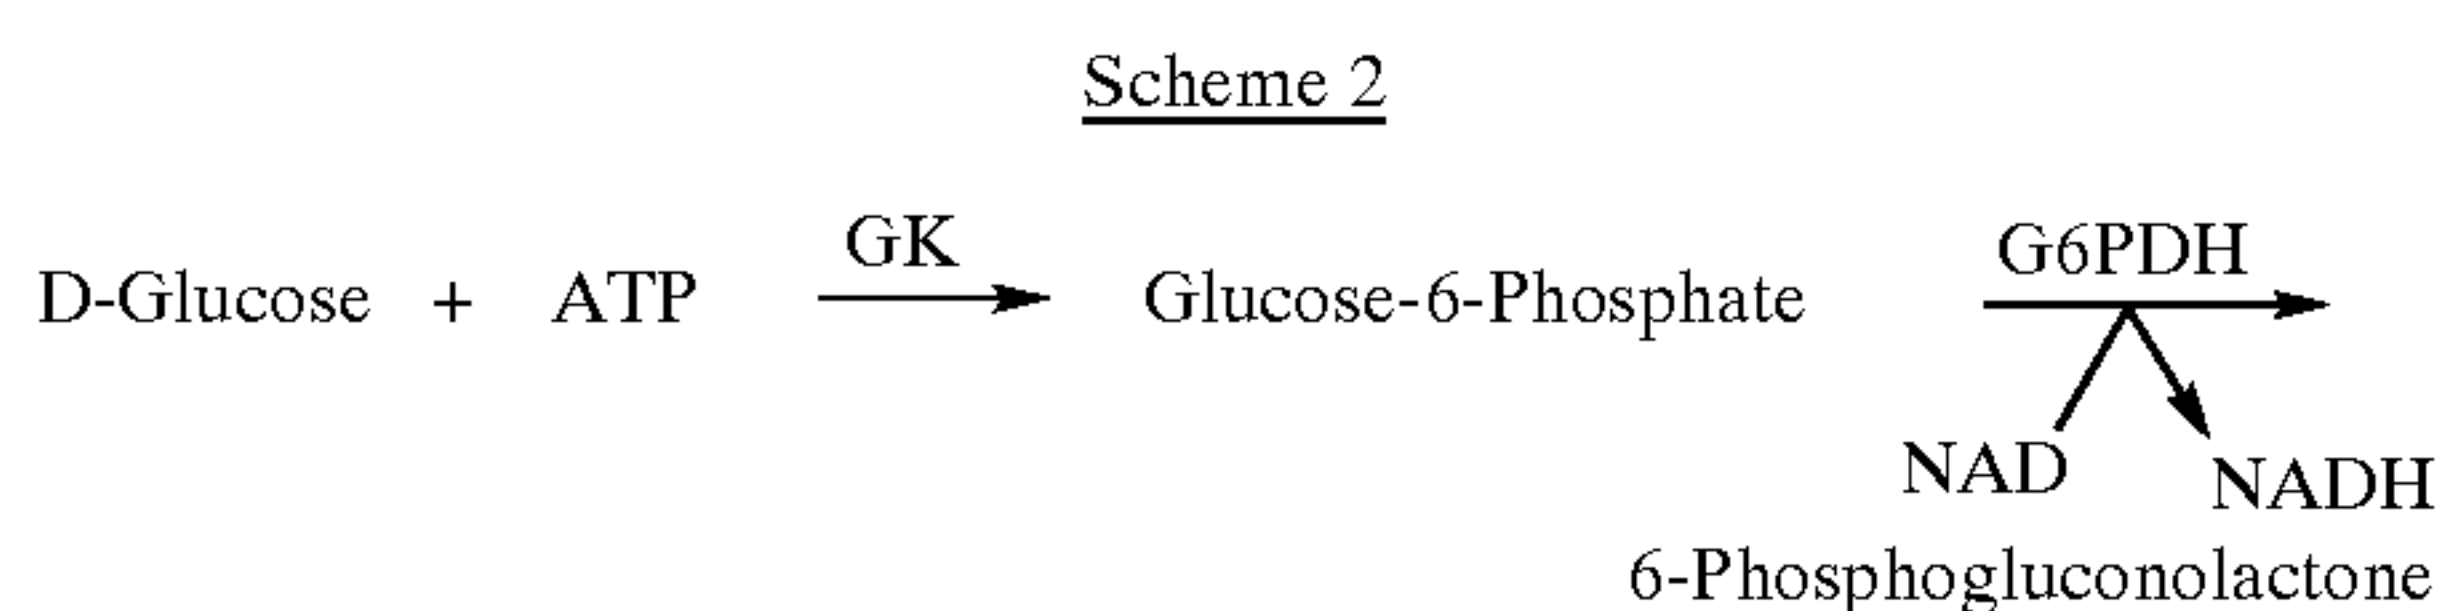 Scheme 2
GK G6PDH
D-Glucose + ATP Glucose-6-Phosphate
NAD NADH
6-Phosphogluconolactone